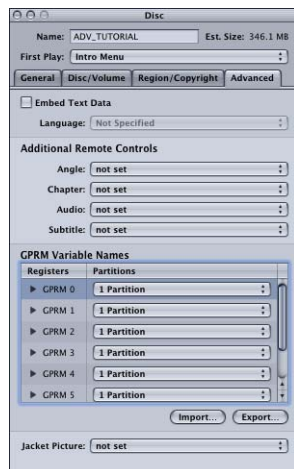 Disc
Name: ADV_TUTORIAL Est. Size: 346.1 MB
First Play: Intro Menu
General Disc/Volume Region/Copyright Advanced
Embed Text Data
Language: Not Specified
Additional Remote Controls
Angle: not set
Chapter: not set
Audio: not set
Subtitle: not set
GPRM Variable Names
Registers Partitions
GPRM 0 1 Partition
GPRM 1 1 Partition
GPRM 2 1 Partition
GPRM 3 1 Partition
GPRM 4 1 Partition
GPRM 5 1 Partition
Import... Export...
Jacket Picture: not set